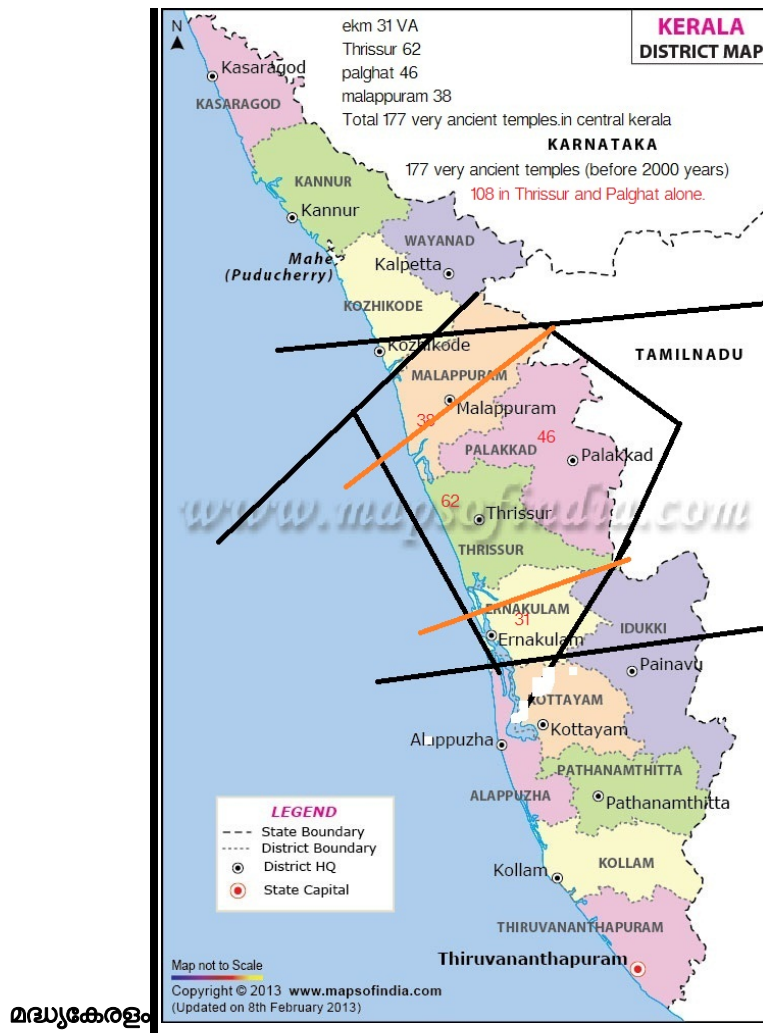 N
ekm 31 VA
Thrissur 62
palghat 46
malappuram 38
Total 177 very ancient temples.in central kerala
KERALA
DISTRICT MAP
KARNATAKA
177 very ancient temples (before 2000 years)
108 in Thrissur and Palghat alone.
Kasaragod
KASARAGOD
KANNUR
Kannur
WAYANAD
Mahe
(Puducherry)
Kalpetta
KOZHIKODE
Kozhikode
TAMILNADU
MALAPPURAM
Malappuram
38
46
PALAKKAD
Palakkad
www.mapsofindia.com
62
Thrissur
THRISSUR
ERNAKULAM
31
Ernakulam
IDUKKI
Painavu
KOTTAYAM
Kottayam
Alappuzha
PATHANAMTHITTA
ALAPPUZHA
Pathanamthitta
LEGEND
State Boundary
District Boundary
District HQ
State Capital
KOLLAM
Kollam
THIRUVANANTHAPURAM
Thiruvananthapuram
Map not to Scale
Copyright © 2013 www.mapsofindia.com
(Updated on 8th February 2013)
മദ്ധ്യകേരളം